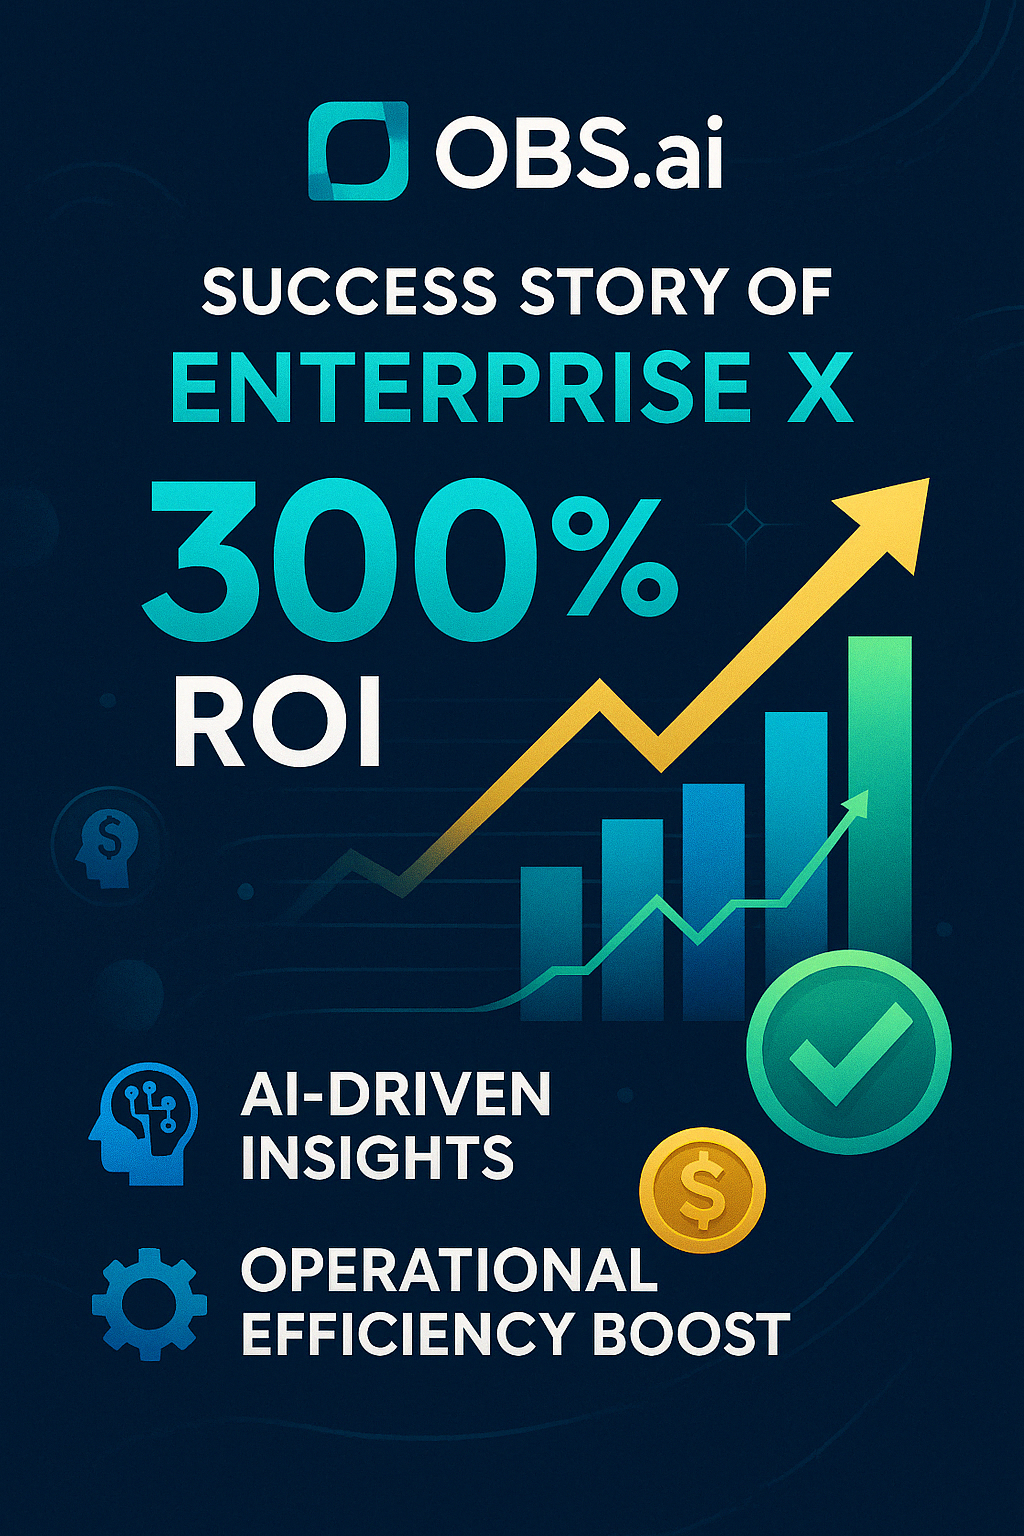 OBS.ai
SUCCESS STORY OF
ENTERPRISE X
300%
ROI
$
AI-DRIVEN
INSIGHTS
$
OPERATIONAL
EFFICIENCY BOOST